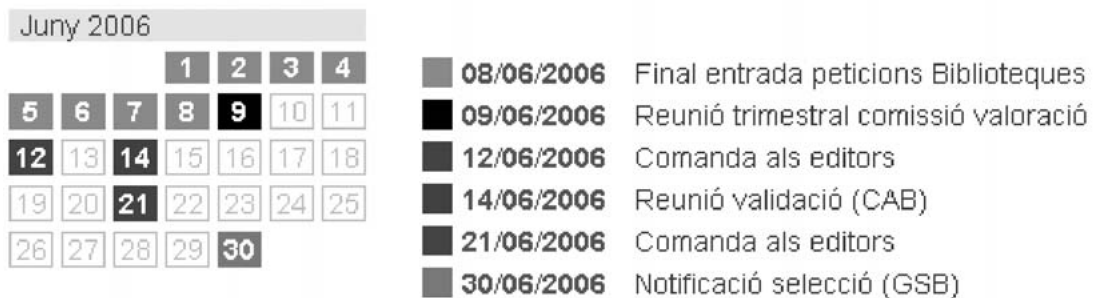 Juny 2006
1 2 3 4
5 6 7 8 9 10 11
12 13 14 15 16 17 18
19 20 21 22 23 24 25
26 27 28 29 30
08/06/2006 Final entrada peticions Biblioteques
09/06/2006 Reunió trimestral comissió valoració
12/06/2006 Comanda als editors
14/06/2006 Reunió validació (CAB)
21/06/2006 Comanda als editors
30/06/2006 Notificació selecció (GSB)